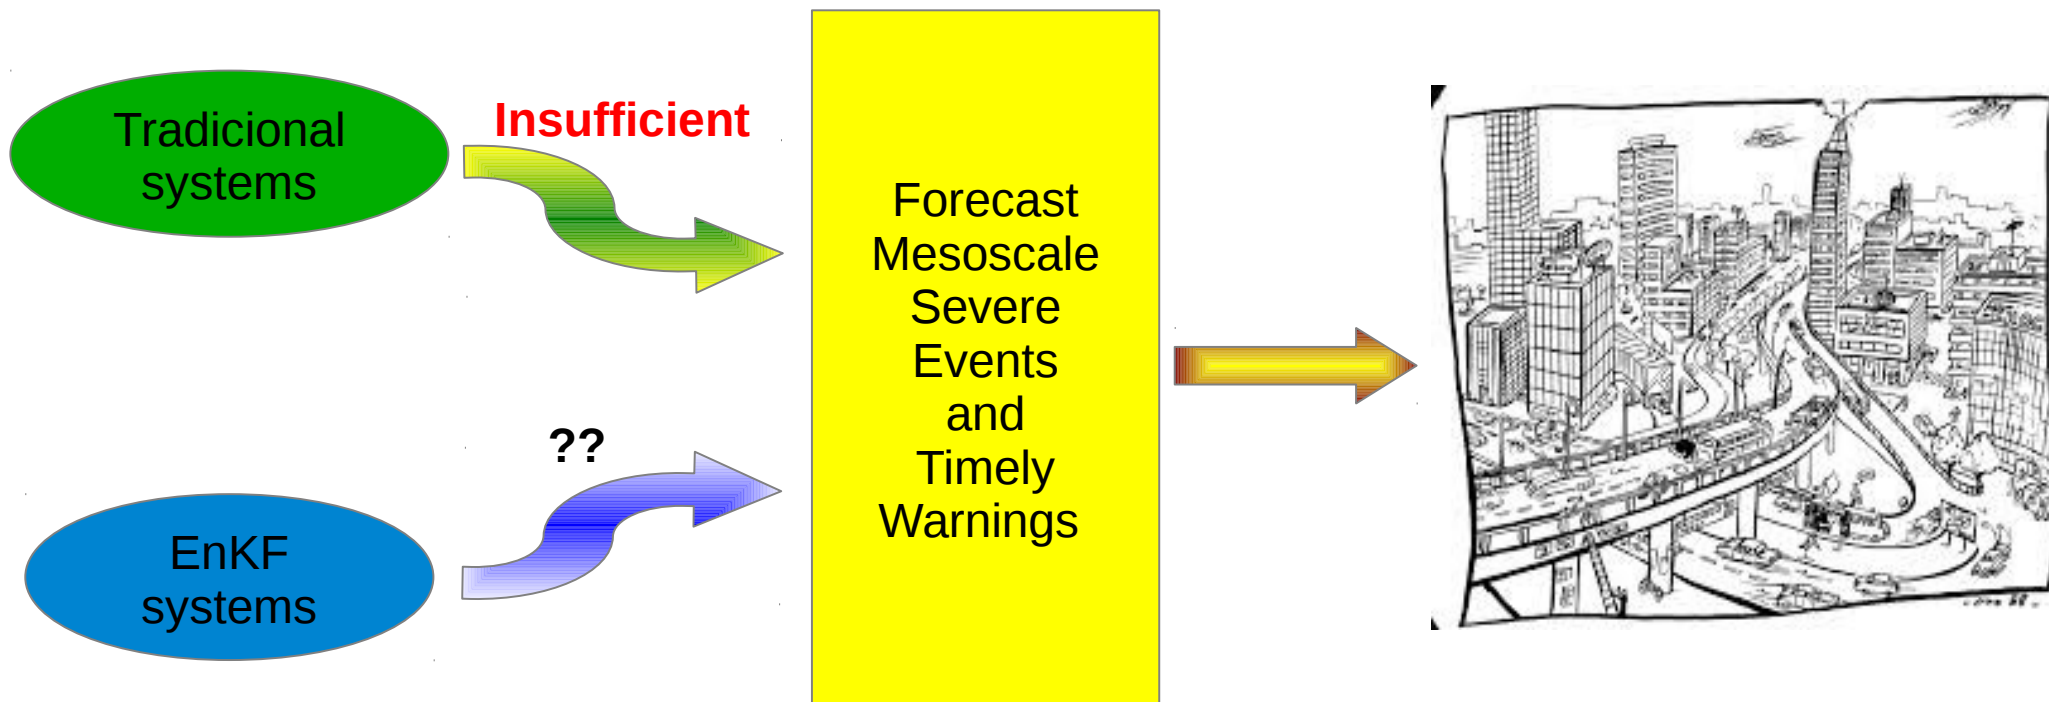 Tradicional
systems
Insufficient
Forecast
Mesoscale
Severe
Events
and
Timely
Warnings
??
EnKF
systems